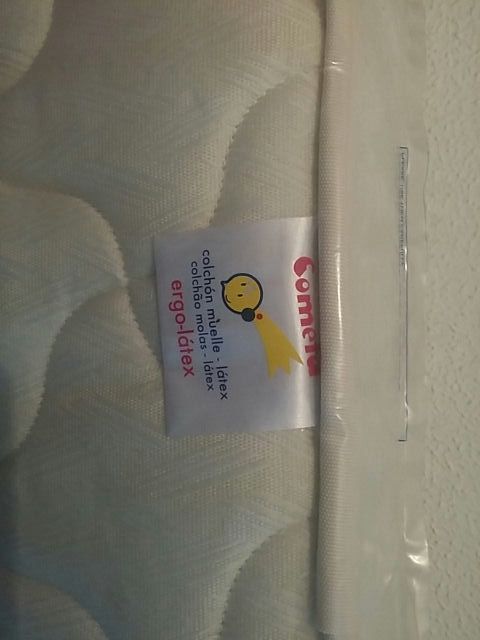 Cometa
colchón muelle - látex
colchão molas - látex
ergo-látex